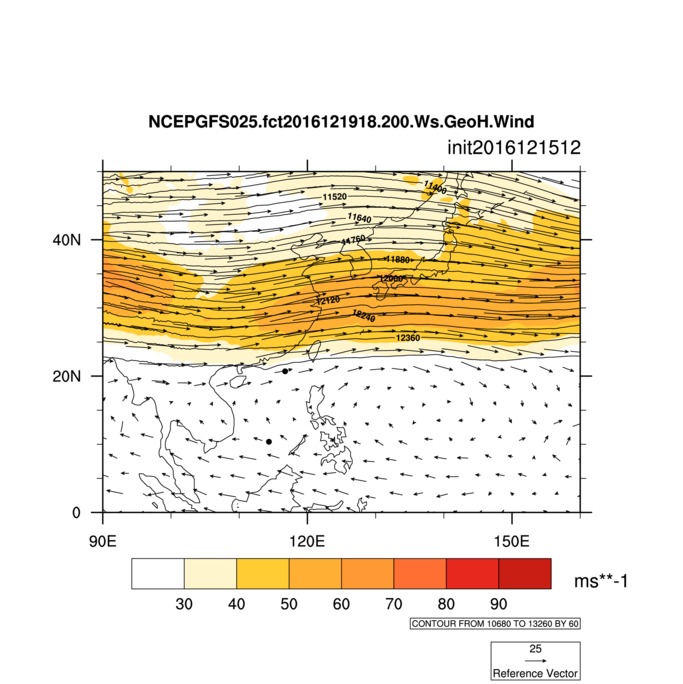 NCEPGFS025.fct2016121918.200.Ws.GeoH.Wind
init2016121512
11400
11520
11640
11760
40N
11880
12000
12120
12240
12360
20N
0
90E 120E 150E
ms**-1
30 40 50 60 70 80 90
CONTOUR FROM 10680 TO 13260 BY 60
25
Reference Vector